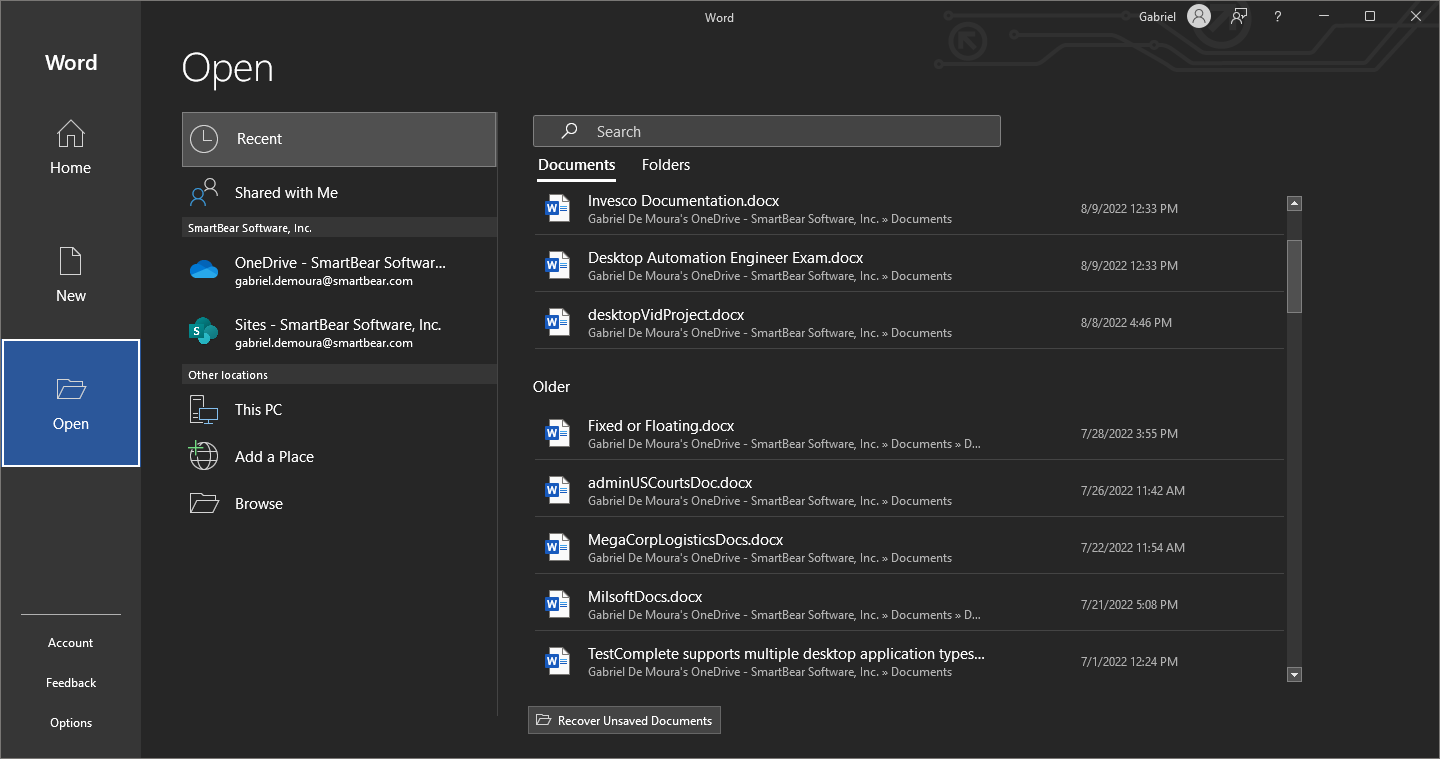 Word
Gabriel
?
Word
Home
New
Open
Account
Feedback
Options
Open
Recent
Shared with Me
SmartBear Software, Inc.
OneDrive - SmartBear Softwar...
gabriel.demoura@smartbear.com
S
Sites - SmartBear Software, Inc.
gabriel.demoura@smartbear.com
Other locations
This PC
Add a Place
Browse
Search
Documents Folders
W
Invesco Documentation.docx
Gabriel De Moura's OneDrive - SmartBear Software, Inc. » Documents
8/9/2022 12:33 PM
W
Desktop Automation Engineer Exam.docx
Gabriel De Moura's OneDrive - SmartBear Software, Inc. » Documents
8/9/2022 12:33 PM
W
desktopVidProject.docx
Gabriel De Moura's OneDrive - SmartBear Software, Inc. » Documents
8/8/2022 4:46 PM
Older
W
Fixed or Floating.docx
Gabriel De Moura's OneDrive - SmartBear Software, Inc. » Documents » D...
7/28/2022 3:55 PM
W
adminUSCourtsDoc.docx
Gabriel De Moura's OneDrive - SmartBear Software, Inc. » Documents
7/26/2022 11:42 AM
W
MegaCorpLogisticsDocs.docx
Gabriel De Moura's OneDrive - SmartBear Software, Inc. » Documents
7/22/2022 11:54 AM
W
MilsoftDocs.docx
Gabriel De Moura's OneDrive - SmartBear Software, Inc. » Documents » D...
7/21/2022 5:08 PM
W
TestComplete supports multiple desktop application types...
Gabriel De Moura's OneDrive - SmartBear Software, Inc. » Documents
7/1/2022 12:24 PM
Recover Unsaved Documents